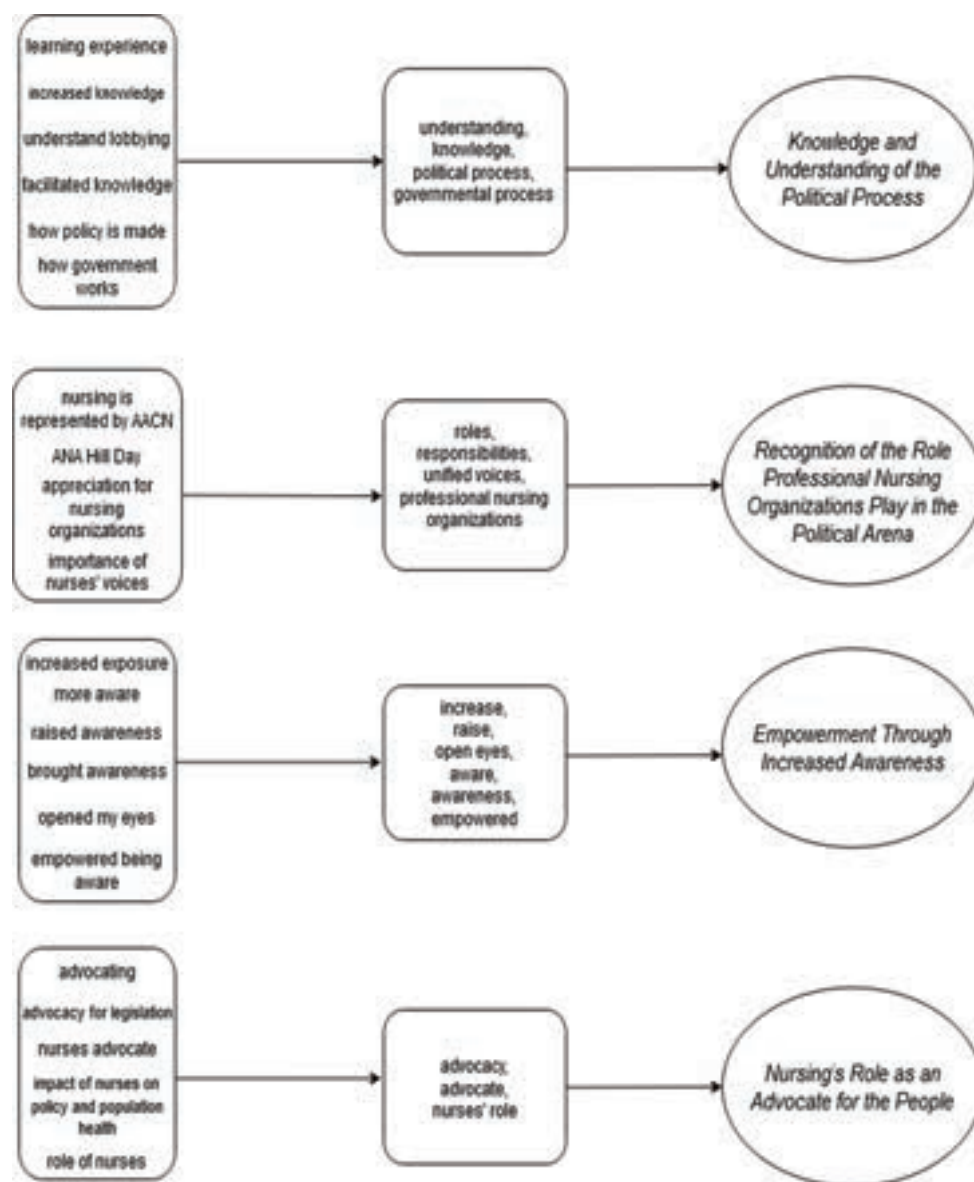 learning experience
increased knowledge
understand lobbying
facilitated knowledge
how policy is made
how government
works
understanding,
knowledge,
political process,
governmental process
Knowledge and
Understanding of the
Political Process
nursing is
represented by AACN
ANA Hill Day
appreciation for
nursing
organizations
importance of
nurses' voices
roles,
responsibilities,
unified voices,
professional nursing
organizations
Recognition of the Role
Professional Nursing
Organizations Play in the
Political Arena
increased exposure
more aware
raised awareness
brought awareness
opened my eyes
empowered being
aware
increase,
raise,
open eyes,
aware,
awareness,
empowered
Empowerment Through
Increased Awareness
advocating
advocacy for legislation
nurses advocate
impact of nurses on
policy and population
health
role of nurses
advocacy,
advocate,
nurses' role
Nursing's Role as an
Advocate for the People